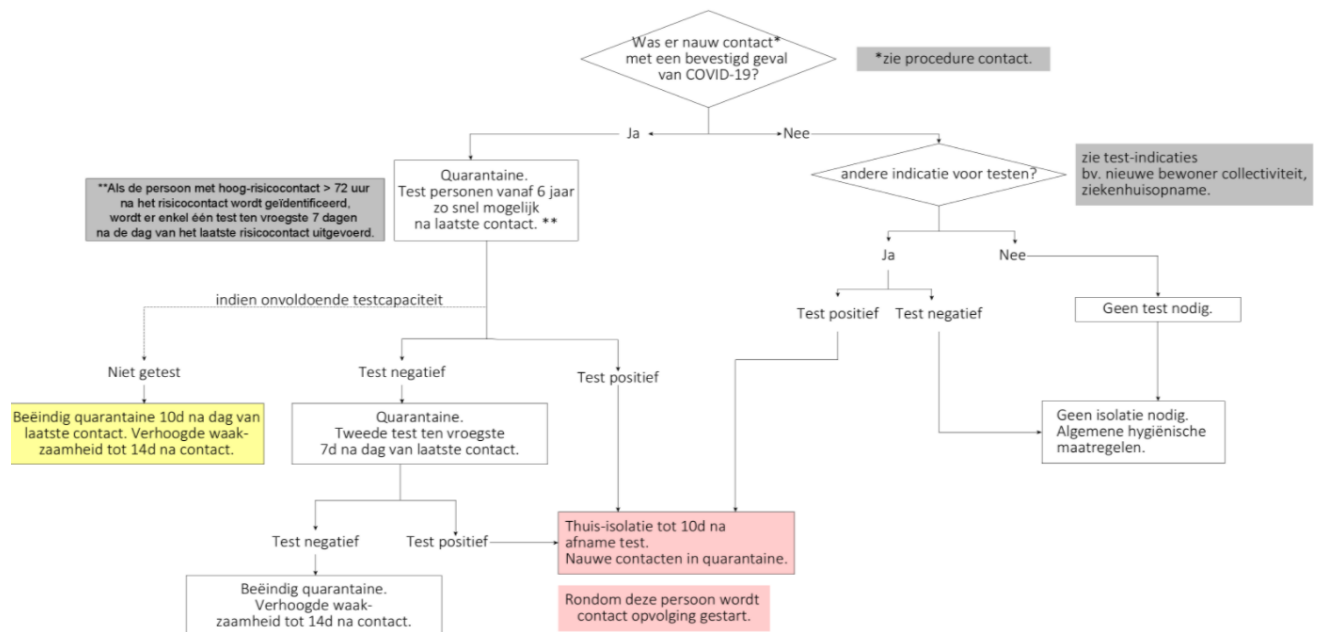 Was er nauw contact*
met een bevestigd geval
van COVID-19?
*zie procedure contact.
Ja
Nee
Quarantaine.
Test personen vanaf 6 jaar
zo snel mogelijk
na laatste contact. **
**Als de persoon met hoog-risicocontact > 72 uur
na het risicocontact wordt geïdentificeerd,
wordt er enkel één test ten vroegste 7 dagen
na de dag van het laatste risicocontact uitgevoerd.
andere indicatie voor testen?
zie test-indicaties
bv. nieuwe bewoner collectiviteit,
ziekenhuisopname.
Ja
Nee
indien onvoldoende testcapaciteit
Test positief
Test negatief
Geen test nodig.
Niet getest
Test negatief
Test positief
Beëindig quarantaine 10d na dag van
laatste contact. Verhoogde waak-
zaamheid tot 14d na contact.
Quarantaine.
Tweede test ten vroegste
7d na dag van laatste contact.
Geen isolatie nodig.
Algemene hygiënische
maatregelen.
Test negatief
Test positief
Thuis-isolatie tot 10d na
afname test.
Nauwe contacten in quarantaine.
Beëindig quarantaine.
Verhoogde waak-
zaamheid tot 14d na contact.
Rondom deze persoon wordt
contact opvolging gestart.